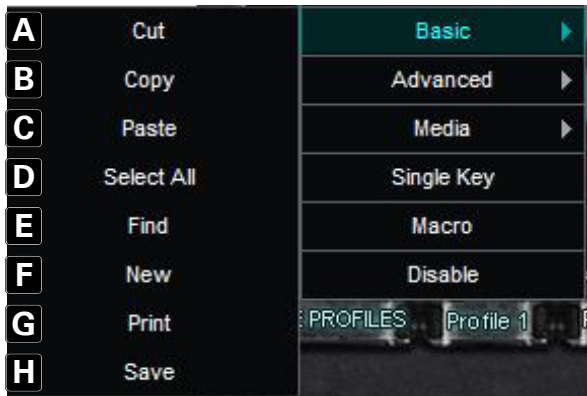 A Cut Basic
B Copy Advanced
C Paste Media
D Select All Single Key
E Find Macro
F New Disable
G Print PROFILES Profile 1
H Save